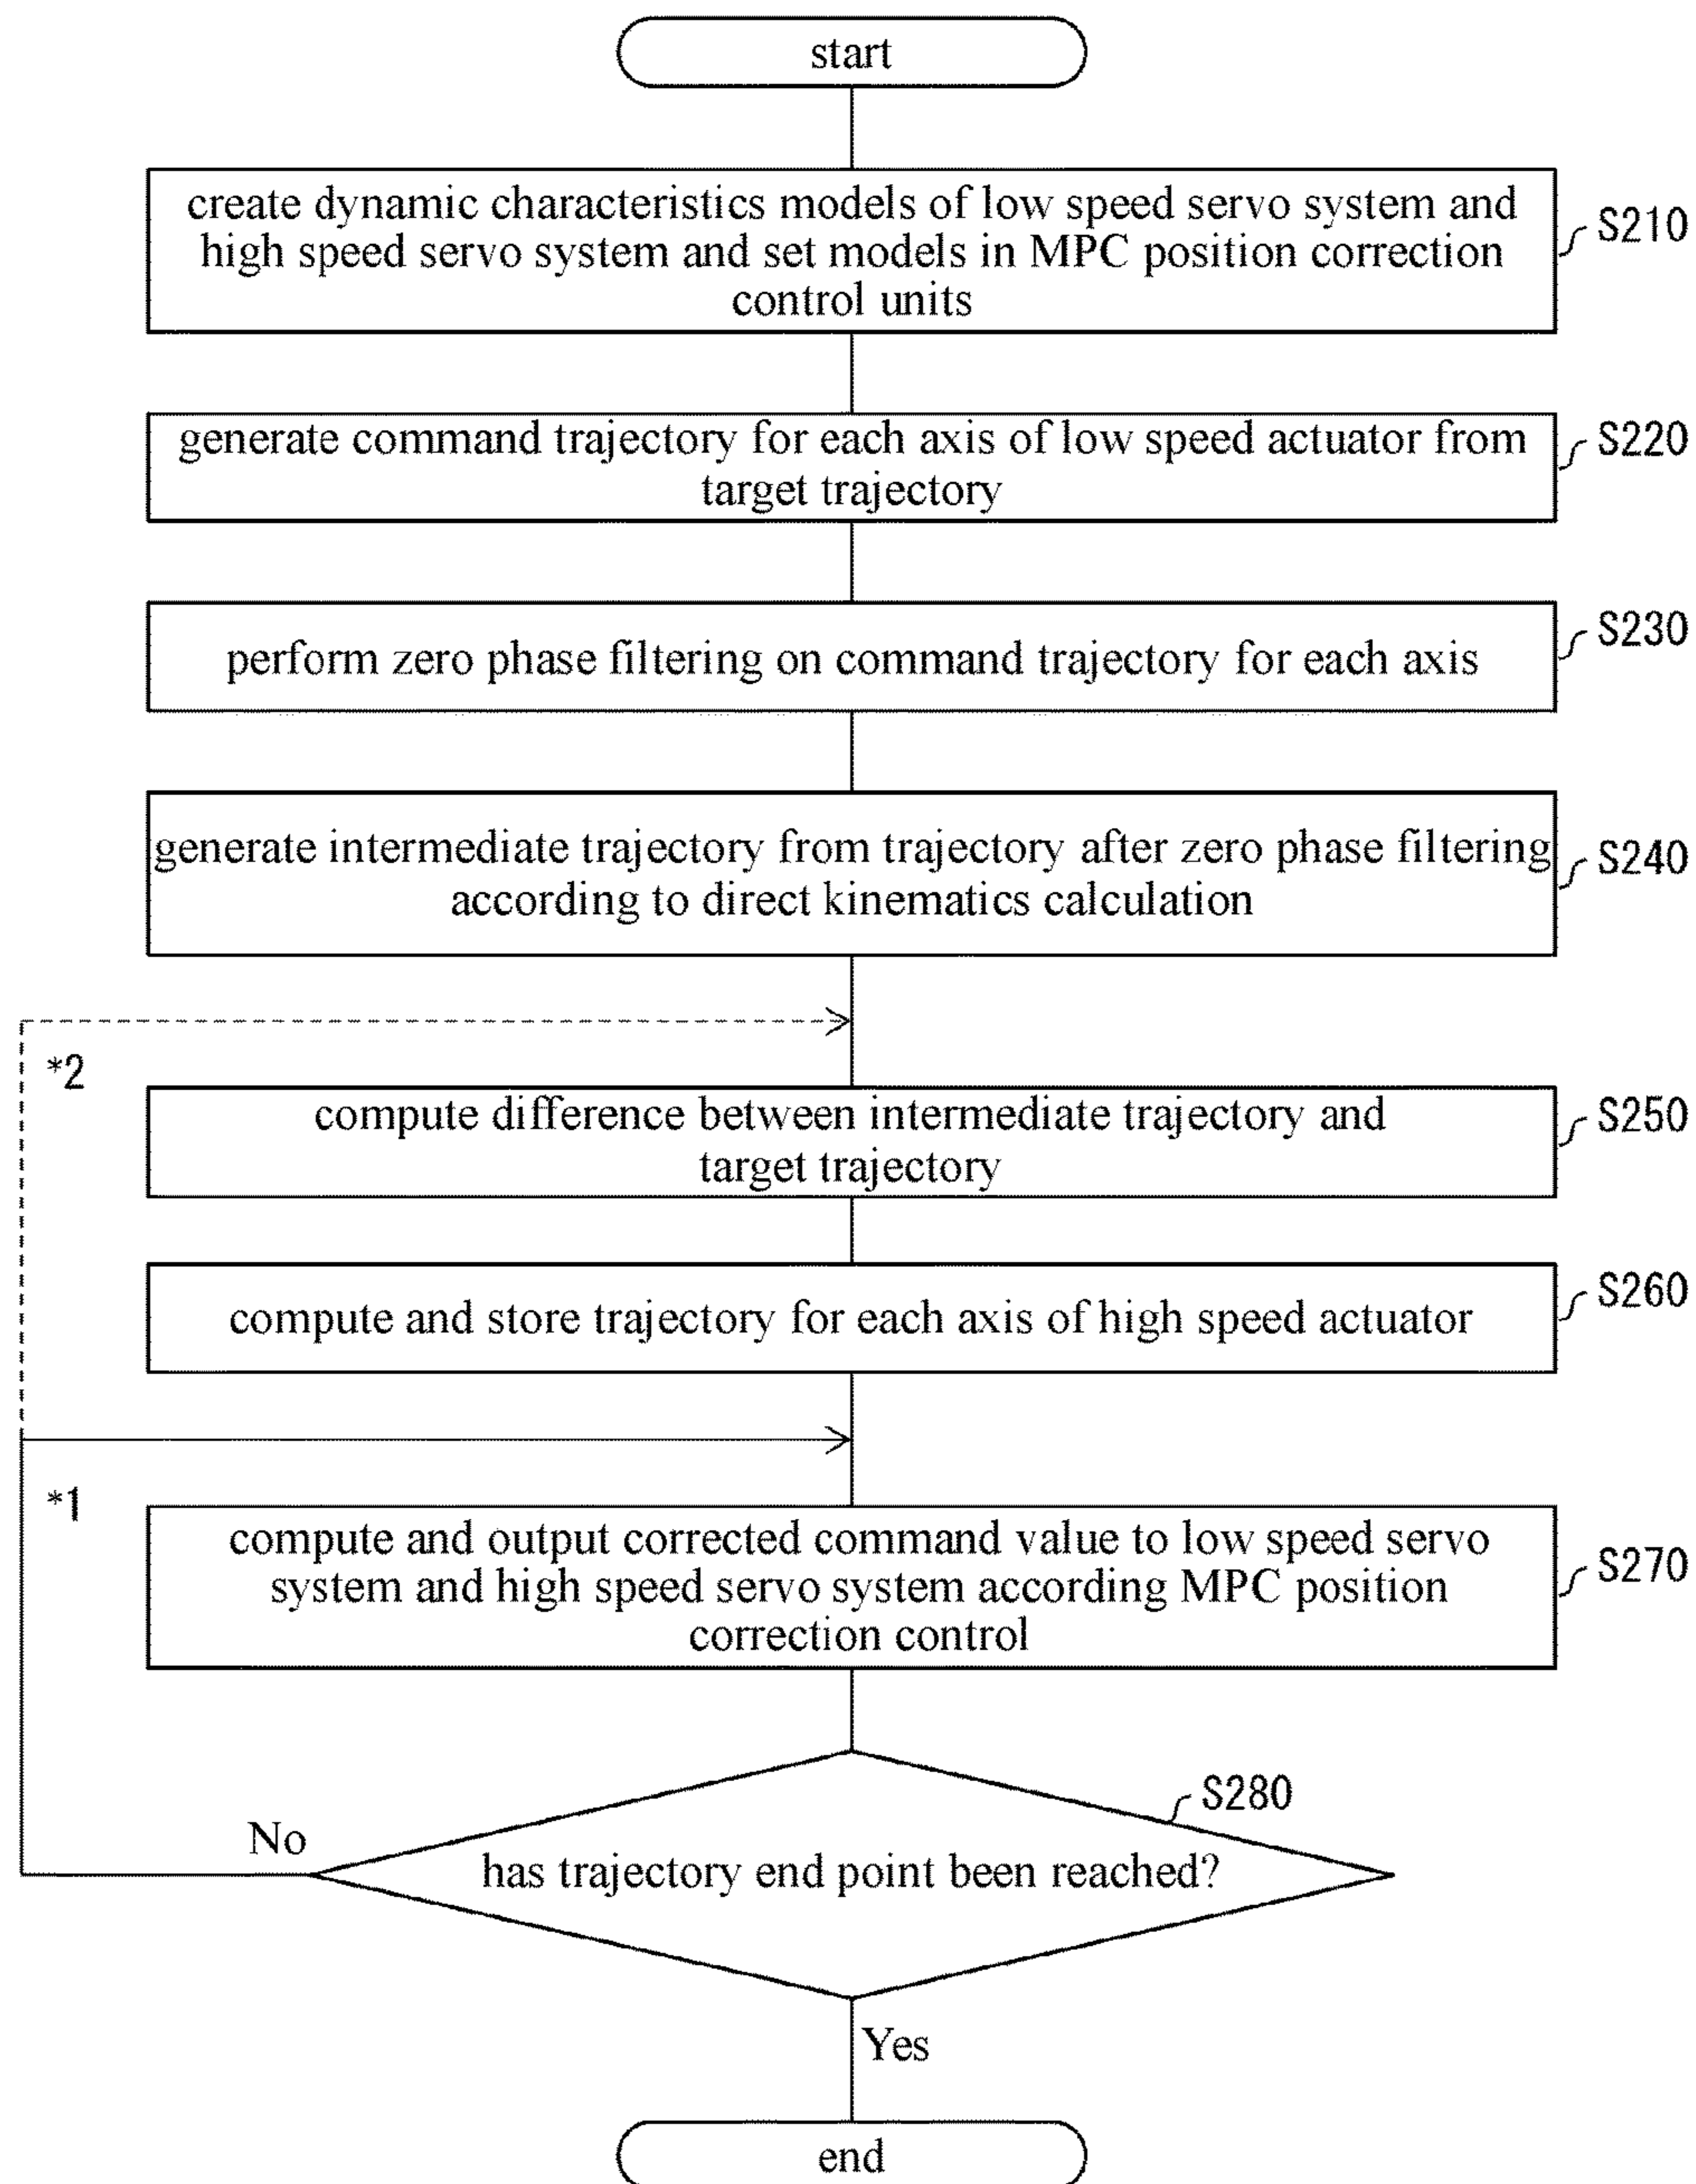 start
create dynamic characteristics models of low speed servo system and
high speed servo system and set models in MPC position correction
control units
S210
generate command trajectory for each axis of low speed actuator from
target trajectory
S220
perform zero phase filtering on command trajectory for each axis
S230
generate intermediate trajectory from trajectory after zero phase filtering
according to direct kinematics calculation
S240
*2
compute difference between intermediate trajectory and
target trajectory
S250
compute and store trajectory for each axis of high speed actuator
S260
*1
compute and output corrected command value to low speed servo
system and high speed servo system according MPC position
correction control
S270
S280
No
has trajectory end point been reached?
Yes
end